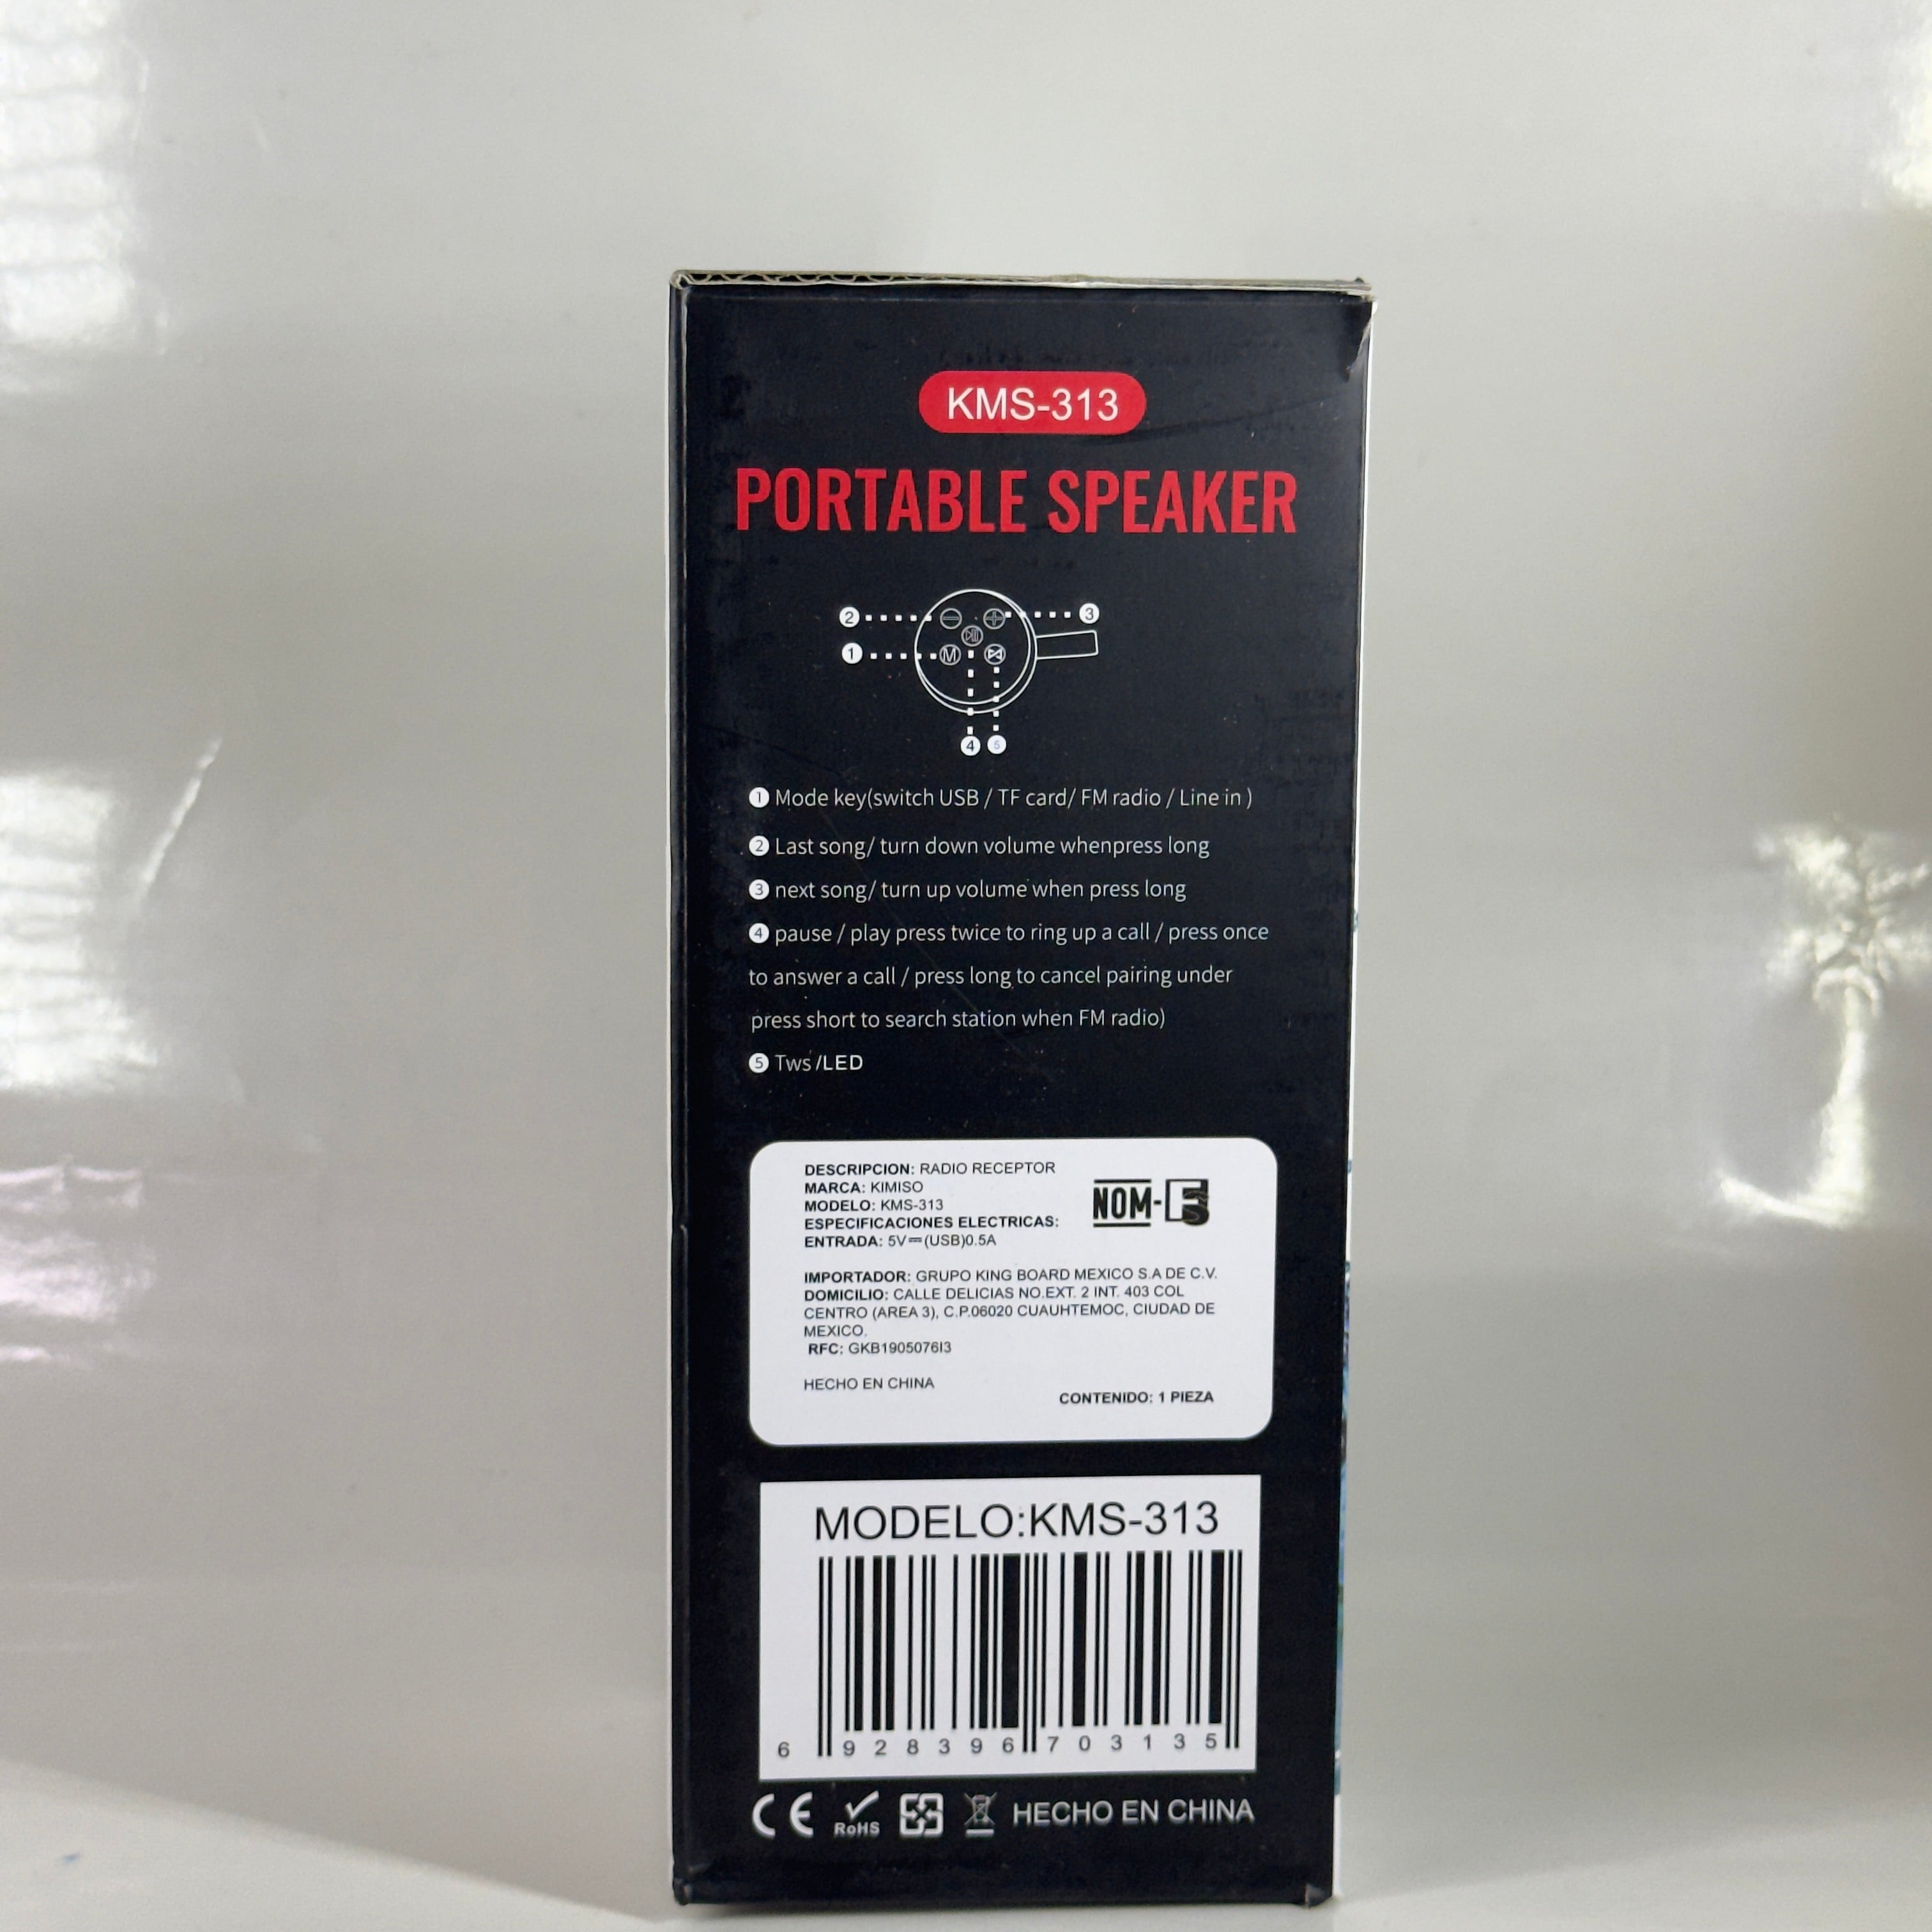 KMS-313
PORTABLE SPEAKER
2 3
1 M
4 5
1 Mode key(switch USB / TF card/ FM radio / Line in )
2 Last song/ turn down volume whenpress long
3 next song/ turn up volume when press long
4 pause / play press twice to ring up a call / press once
to answer a call / press long to cancel pairing under
press short to search station when FM radio)
5 Tws /LED
DESCRIPCION: RADIO RECEPTOR
MARCA: KIMISO
MODELO: KMS-313
ESPECIFICACIONES ELECTRICAS:
ENTRADA: 5V⎓(USB)0.5A
NOM-ES
IMPORTADOR: GRUPO KING BOARD MEXICO S.A DE C.V.
DOMICILIO: CALLE DELICIAS NO.EXT. 2 INT. 403 COL
CENTRO (AREA 3), C.P.06020 CUAUHTEMOC, CIUDAD DE
MEXICO.
RFC: GKB1905076I3
HECHO EN CHINA
CONTENIDO: 1 PIEZA
MODELO:KMS-313
6 928396 703135
CE RoHS HECHO EN CHINA